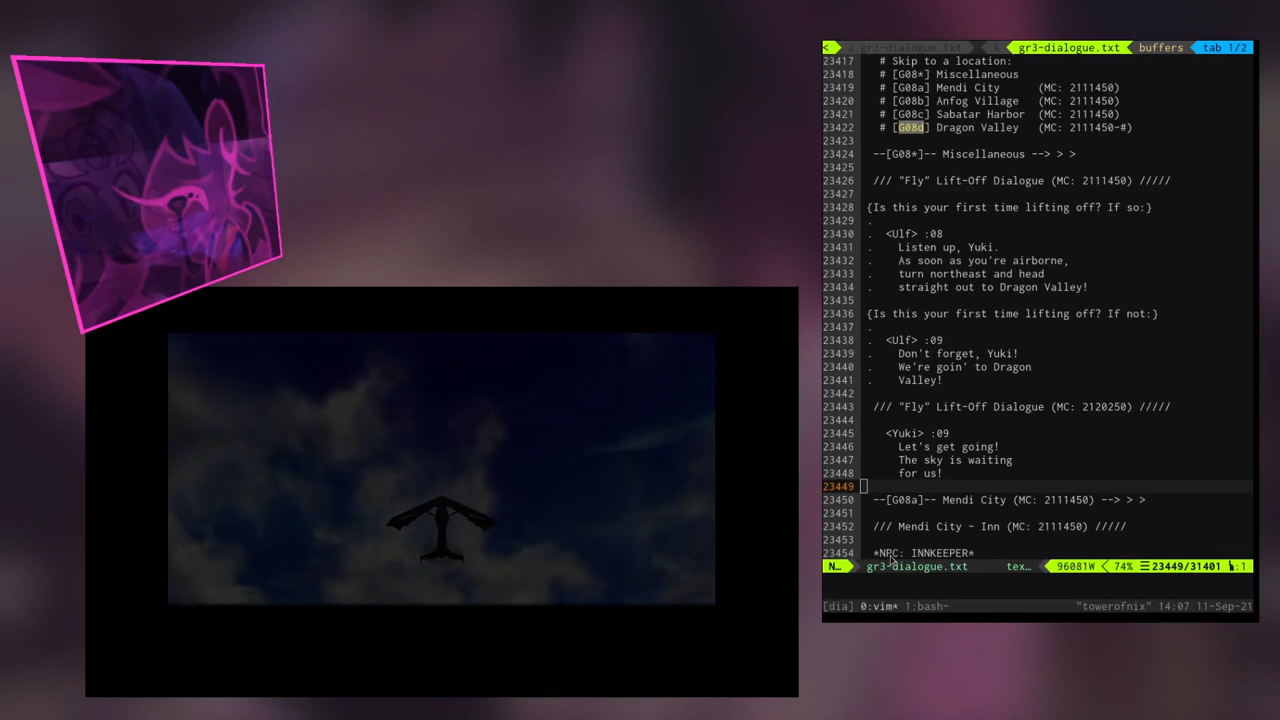 < 2 gr1-dialogue.txt gr3-dialogue.txt buffers tab 1/2
23417 # Skip to a location:
23418 # [G08*] Miscellaneous
23419 # [G08a] Mendi City (MC: 2111450)
23420 # [G08b] Anfog Village (MC: 2111450)
23421 # [G08c] Sabatar Harbor (MC: 2111450)
23422 # [G08d] Dragon Valley (MC: 2111450-#)
23423
23424 --[G08*]-- Miscellaneous --> > >
23425
23426 /// "Fly" Lift-Off Dialogue (MC: 2111450) /////
23427
23428 {Is this your first time lifting off? If so:}
23429 .
23430 . <Ulf> :08
23431 . Listen up, Yuki.
23432 . As soon as you're airborne,
23433 . turn northeast and head
23434 . straight out to Dragon Valley!
23435
23436 {Is this your first time lifting off? If not:}
23437 .
23438 . <Ulf> :09
23439 . Don't forget, Yuki!
23440 . We're goin' to Dragon
23441 . Valley!
23442
23443 /// "Fly" Lift-Off Dialogue (MC: 2120250) /////
23444
23445 <Yuki> :09
23446 Let's get going!
23447 The sky is waiting
23448 for us!
23449
23450 --[G08a]-- Mendi City (MC: 2111450) --> > >
23451
23452 /// Mendi City - Inn (MC: 2111450) /////
23453
23454 *NPC: INNKEEPER*
N… gr3-dialogue.txt tex… 96081W < 74% ☰23449/31401 :1
[dia] 0:vim* 1:bash- "towerofnix" 14:07 11-Sep-21